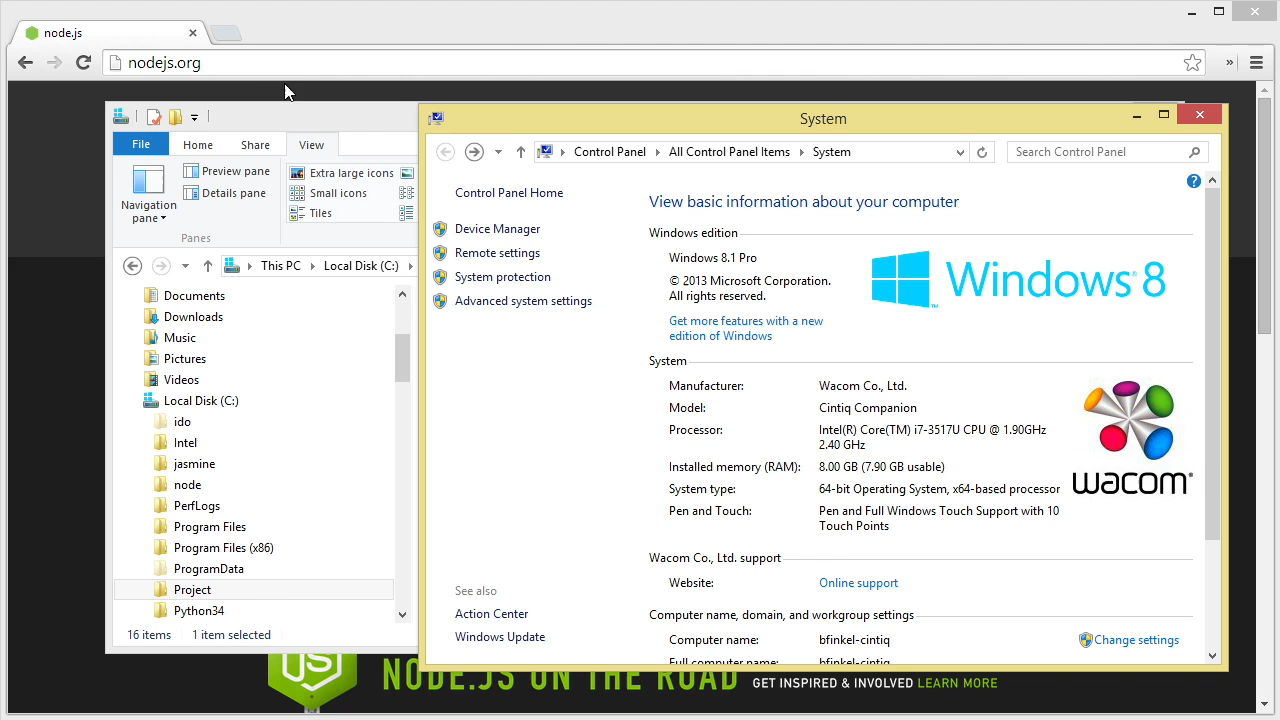 node.js
nodejs.org
»
File
Home
Share
View
Navigation
pane
Preview pane
Details pane
Panes
Extra large icons
Small icons
Tiles
This PC
Local Disk (C:)
Documents
Downloads
Music
Pictures
Videos
Local Disk (C:)
ido
Intel
jasmine
node
PerfLogs
Program Files
Program Files (x86)
ProgramData
Project
Python34
16 items 1 item selected
System
Control Panel
All Control Panel Items
System
Search Control Panel
Control Panel Home
Device Manager
Remote settings
System protection
Advanced system settings
See also
Action Center
Windows Update
View basic information about your computer
Windows edition
Windows 8.1 Pro
© 2013 Microsoft Corporation.
All rights reserved.
Get more features with a new
edition of Windows
Windows 8
System
Manufacturer: Wacom Co., Ltd.
Model: Cintiq Companion
Processor: Intel(R) Core(TM) i7-3517U CPU @ 1.90GHz
2.40 GHz
Installed memory (RAM): 8.00 GB (7.90 GB usable)
System type: 64-bit Operating System, x64-based processor
Pen and Touch: Pen and Full Windows Touch Support with 10
Touch Points
wacom
Wacom Co., Ltd. support
Website: Online support
Computer name, domain, and workgroup settings
Computer name: bfinkel-cintiq
Change settings
Full computer name: bfinkel-cintiq
JS
NODE.JS ON THE ROAD
GET INSPIRED & INVOLVED LEARN MORE